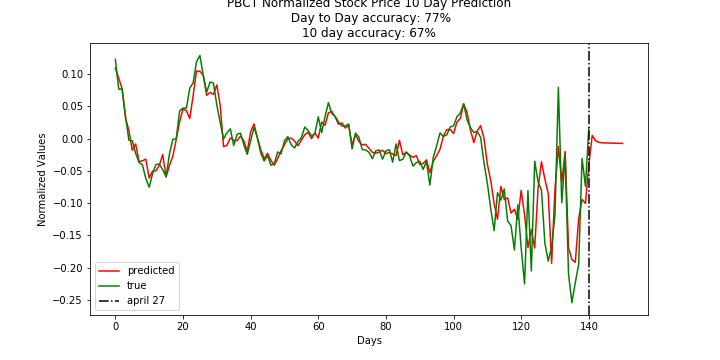 PBCT Normalized Stock Price 10 Day Prediction
Day to Day accuracy: 77%
10 day accuracy: 67%
Normalized Values
0.10
0.05
0.00
−0.05
−0.10
−0.15
−0.20
−0.25
predicted
true
april 27
0 20 40 60 80 100 120 140
Days